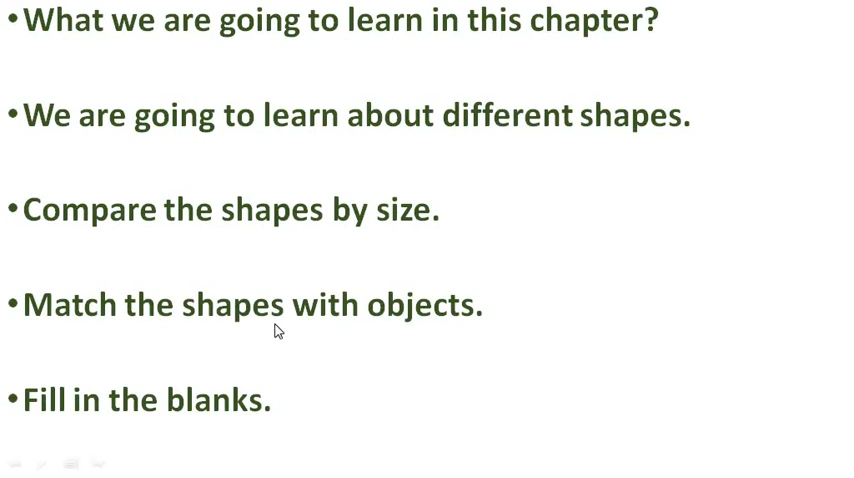 •What we are going to learn in this chapter?
•We are going to learn about different shapes.
•Compare the shapes by size.
•Match the shapes with objects.
•Fill in the blanks.